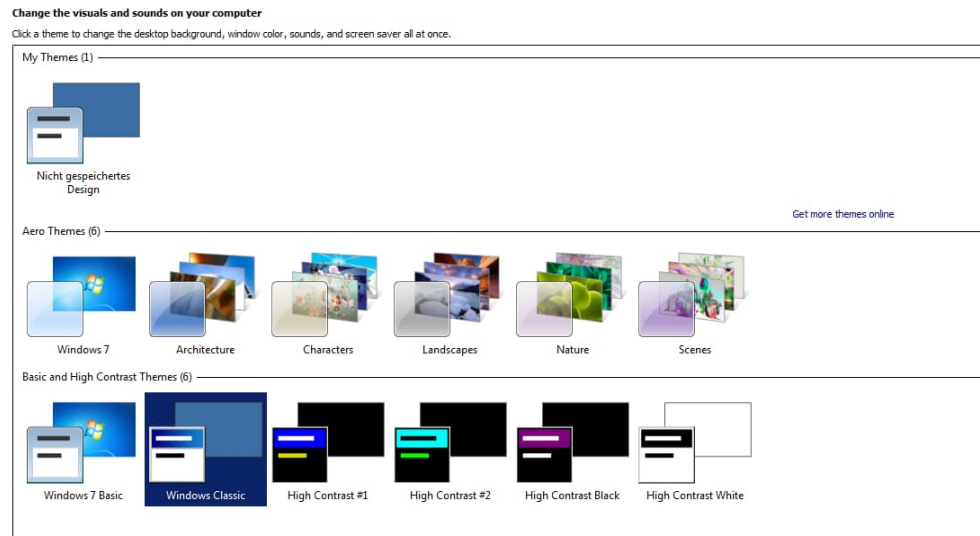 Change the visuals and sounds on your computer
Click a theme to change the desktop background, window color, sounds, and screen saver all at once.
My Themes (1)
Nicht gespeichertes
Design
Get more themes online
Aero Themes (6)
Windows 7
Architecture
Characters
Landscapes
Nature
Scenes
Basic and High Contrast Themes (6)
Windows 7 Basic
Windows Classic
High Contrast #1
High Contrast #2
High Contrast Black
High Contrast White